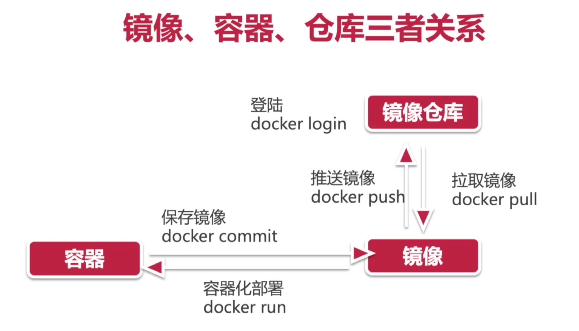 镜像、容器、仓库三者关系
登陆
docker login
镜像仓库
推送镜像
docker push
拉取镜像
docker pull
保存镜像
docker commit
容器
镜像
容器化部署
docker run